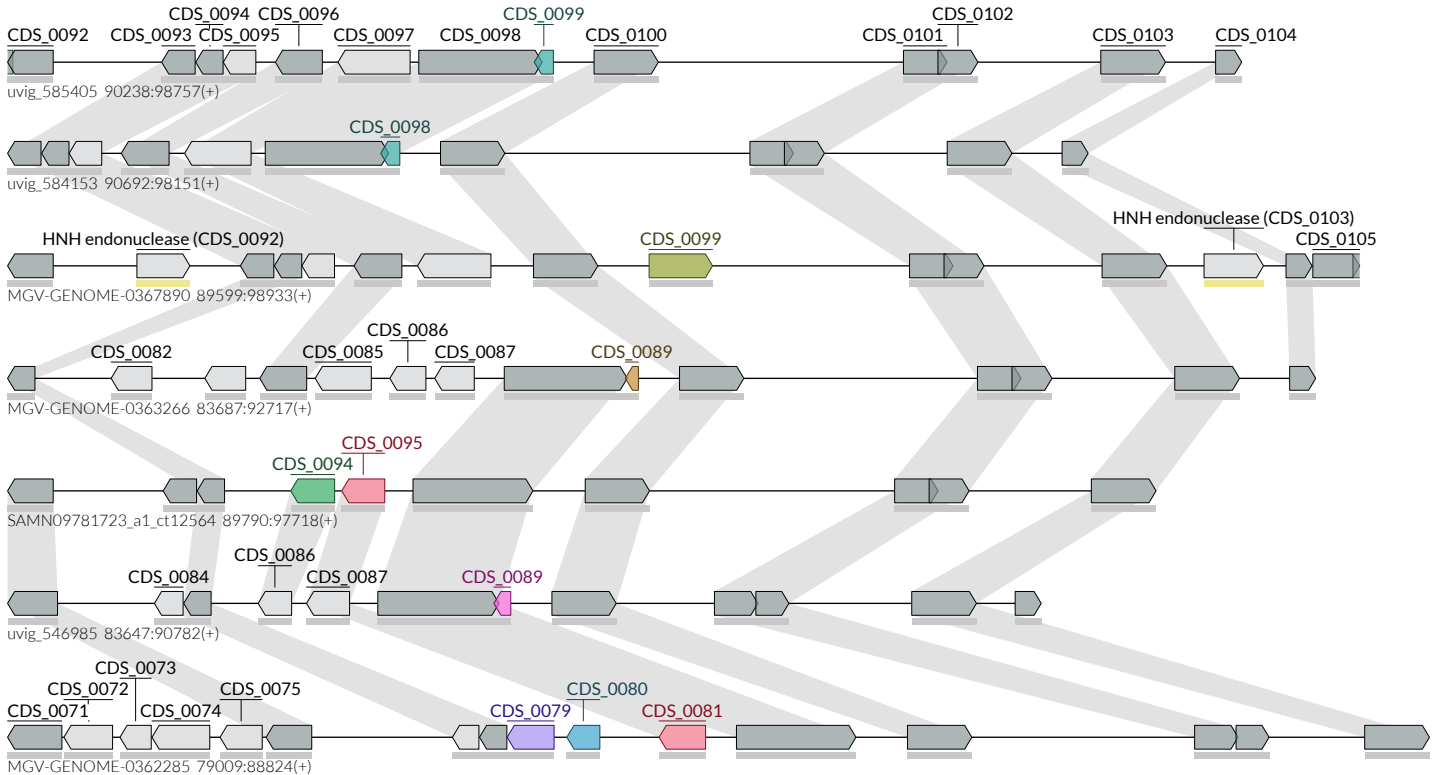 CDS_0094 CDS_0096 CDS_0099 CDS_0102
CDS_0092 CDS_0093 CDS_0095 CDS_0097 CDS_0098 CDS_0100 CDS_0101 CDS_0103 CDS_0104
uvig_585405 90238:98757(+)
CDS_0098
uvig_584153 90692:98151(+)
HNH endonuclease (CDS_0103)
HNH endonuclease (CDS_0092) CDS_0099 CDS_0105
MGV-GENOME-0367890 89599:98933(+)
CDS_0086
CDS_0082 CDS_0085 CDS_0087 CDS_0089
MGV-GENOME-0363266 83687:92717(+)
CDS_0095
CDS_0094
SAMN09781723_a1_ct12564 89790:97718(+)
CDS_0086
CDS_0084 CDS_0087 CDS_0089
uvig_546985 83647:90782(+)
CDS_0073
CDS_0072 CDS_0075 CDS_0080
CDS_0071 CDS_0074 CDS_0079 CDS_0081
MGV-GENOME-0362285 79009:88824(+)